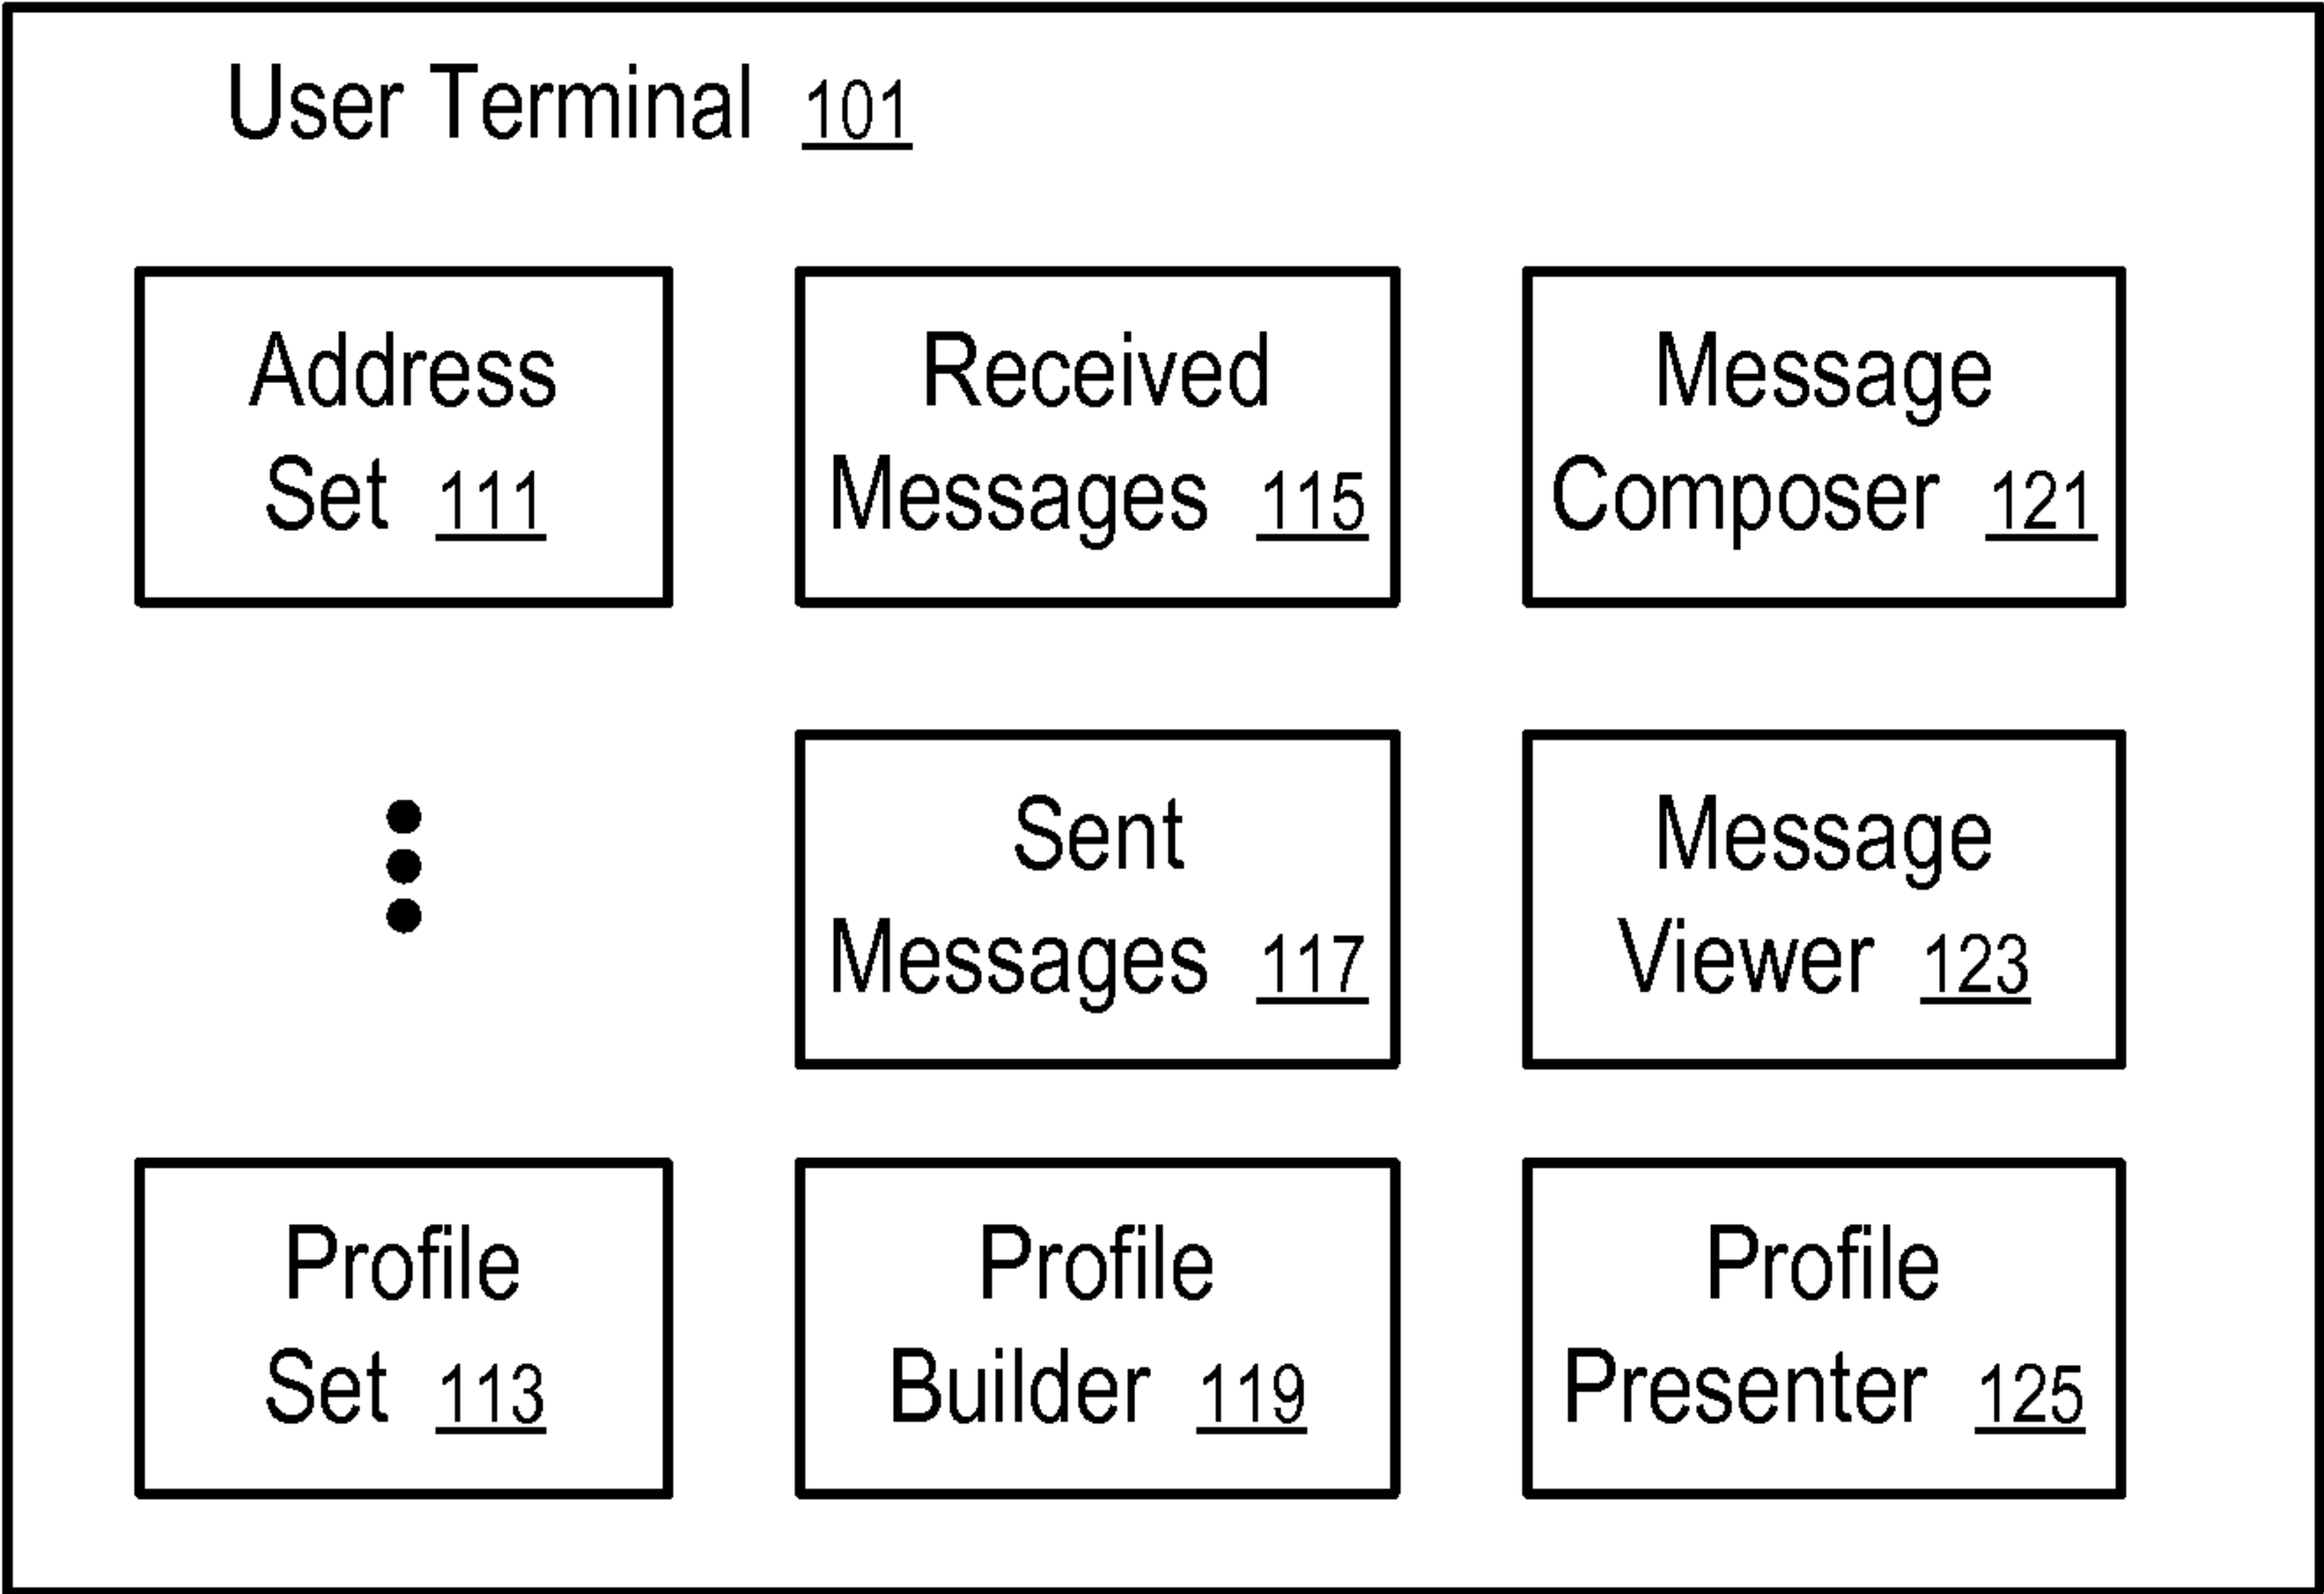 User Terminal 101
Address
Set 111
Received
Messages 115
Message
Composer 121
Sent
Messages 117
Message
Viewer 123
Profile
Set 113
Profile
Builder 119
Profile
Presenter 125